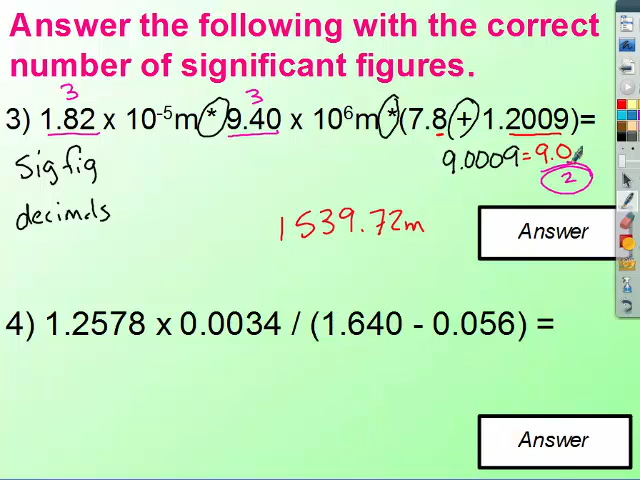 Answer the following with the correct
number of significant figures.
3 3
3) 1.82 x 10⁻⁵m * 9.40 x 10⁶m *(7.8 + 1.2009)=
Sig fig 9.0009=9.0
2
decimals 1539.72m
Answer
4) 1.2578 x 0.0034 / (1.640 - 0.056) =
Answer